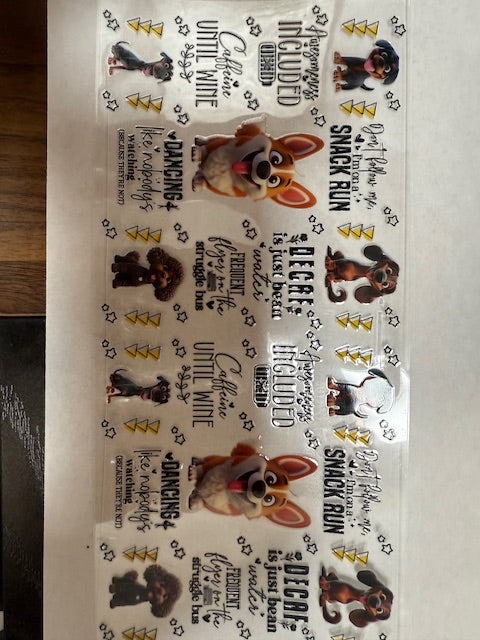 Awesomeness
INCLUDED
Caffeine
UNTIL WINE
Don't follow me,
I'm on a
SNACK RUN
DANCING
like nobody's
watching
(BECAUSE THEY'RE NOT)
DECAF
is just bean
water
FREQUENT
flyer on the
struggle bus
Awesomeness
INCLUDED
Caffeine
UNTIL WINE
Don't follow me,
I'm on a
SNACK RUN
DANCING
like nobody's
watching
(BECAUSE THEY'RE NOT)
DECAF
is just bean
water
FREQUENT
flyer on the
struggle bus